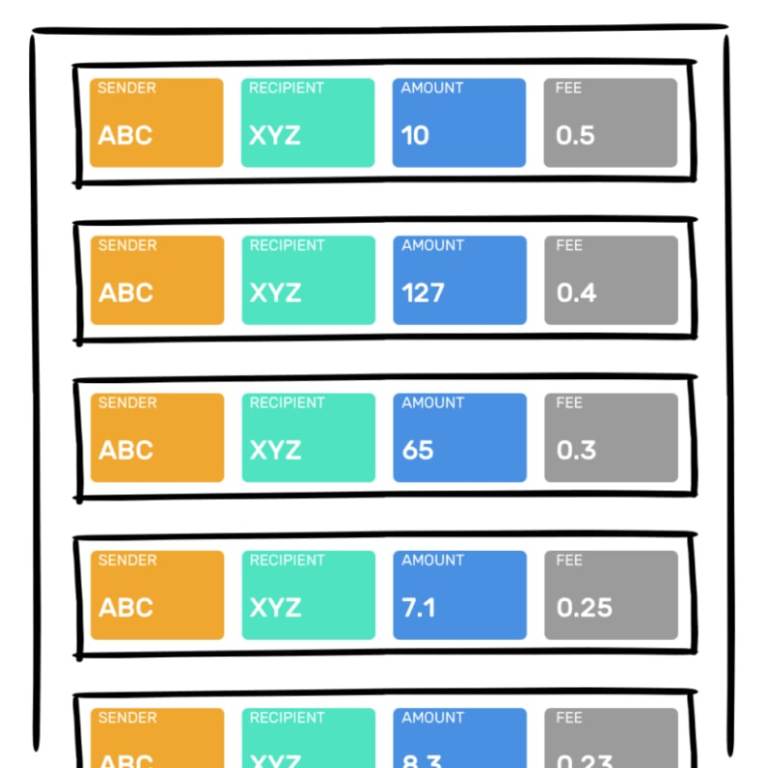 SENDER RECIPIENT AMOUNT FEE
ABC XYZ 10 0.5
SENDER RECIPIENT AMOUNT FEE
ABC XYZ 127 0.4
SENDER RECIPIENT AMOUNT FEE
ABC XYZ 65 0.3
SENDER RECIPIENT AMOUNT FEE
ABC XYZ 7.1 0.25
SENDER RECIPIENT AMOUNT FEE
ABC XYZ 8.3 0.23